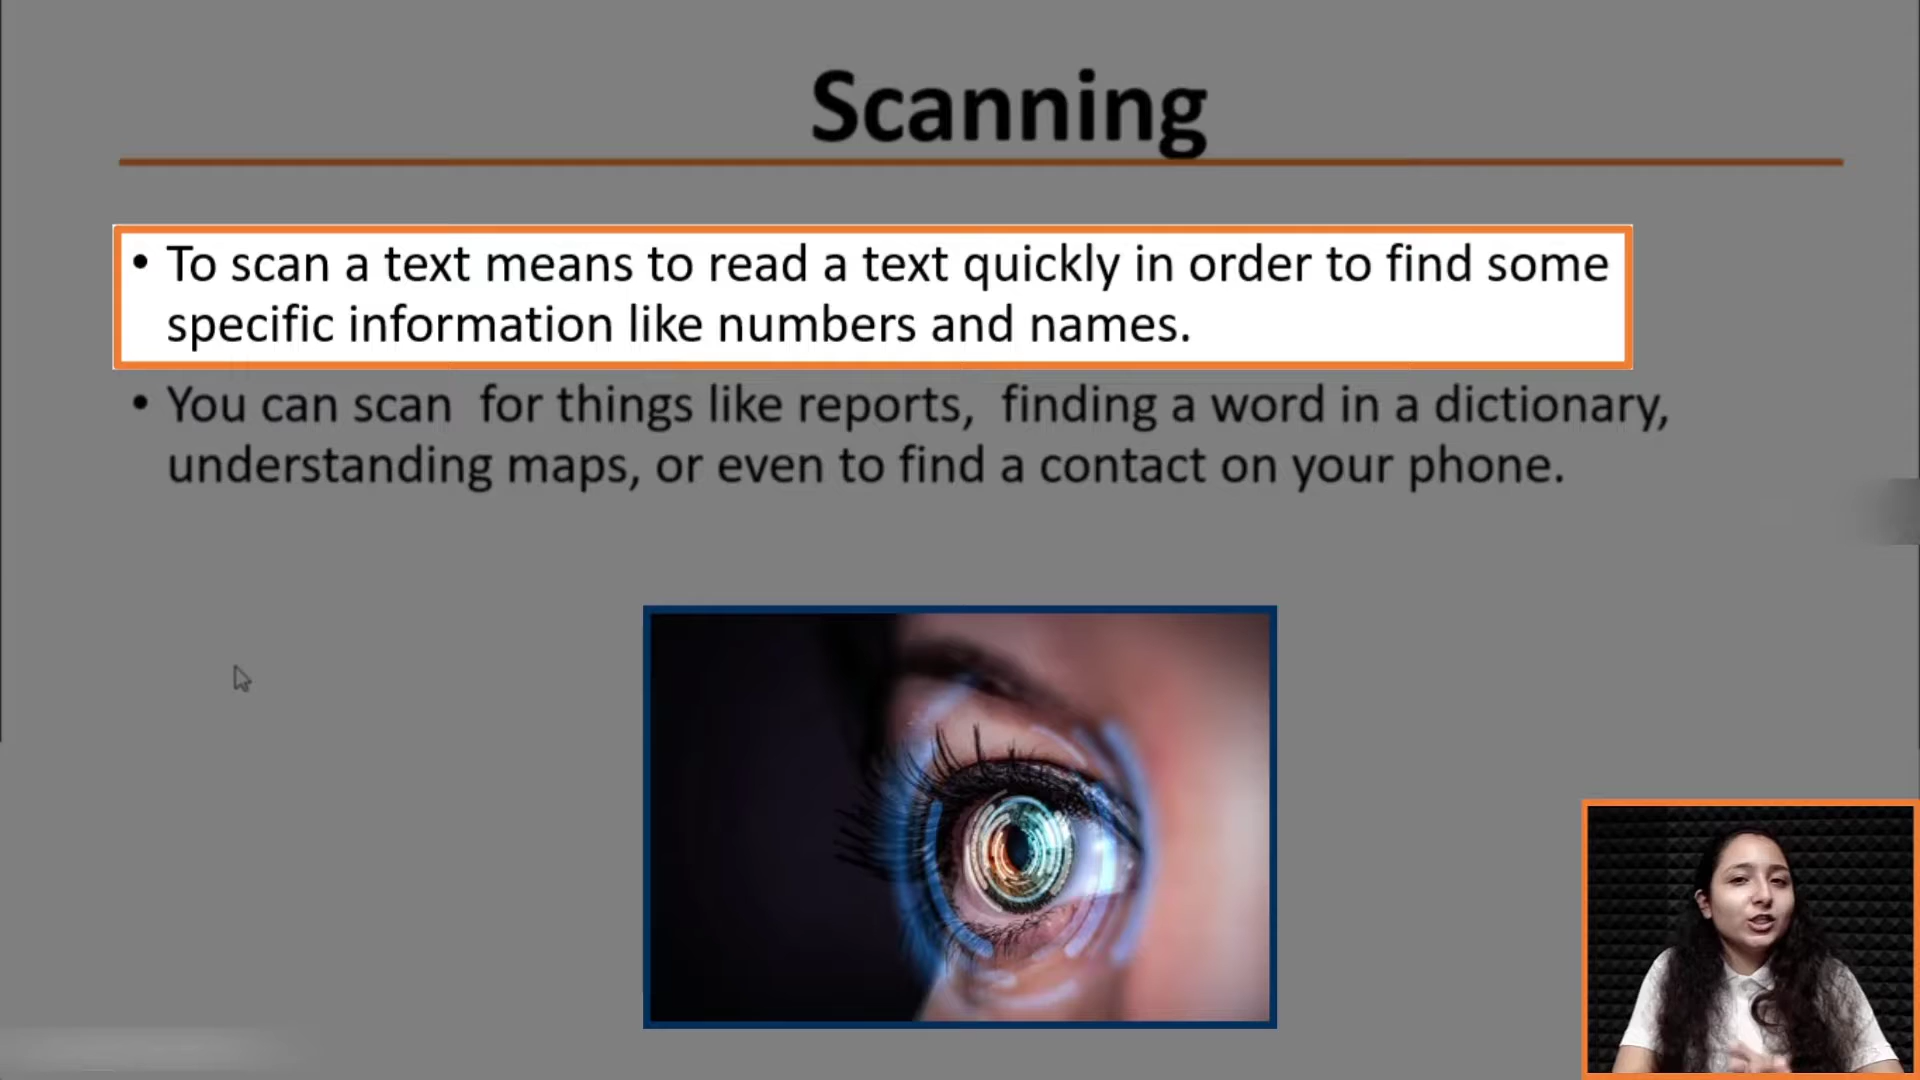 Scanning
• To scan a text means to read a text quickly in order to find some
specific information like numbers and names.
• You can scan for things like reports, finding a word in a dictionary,
understanding maps, or even to find a contact on your phone.